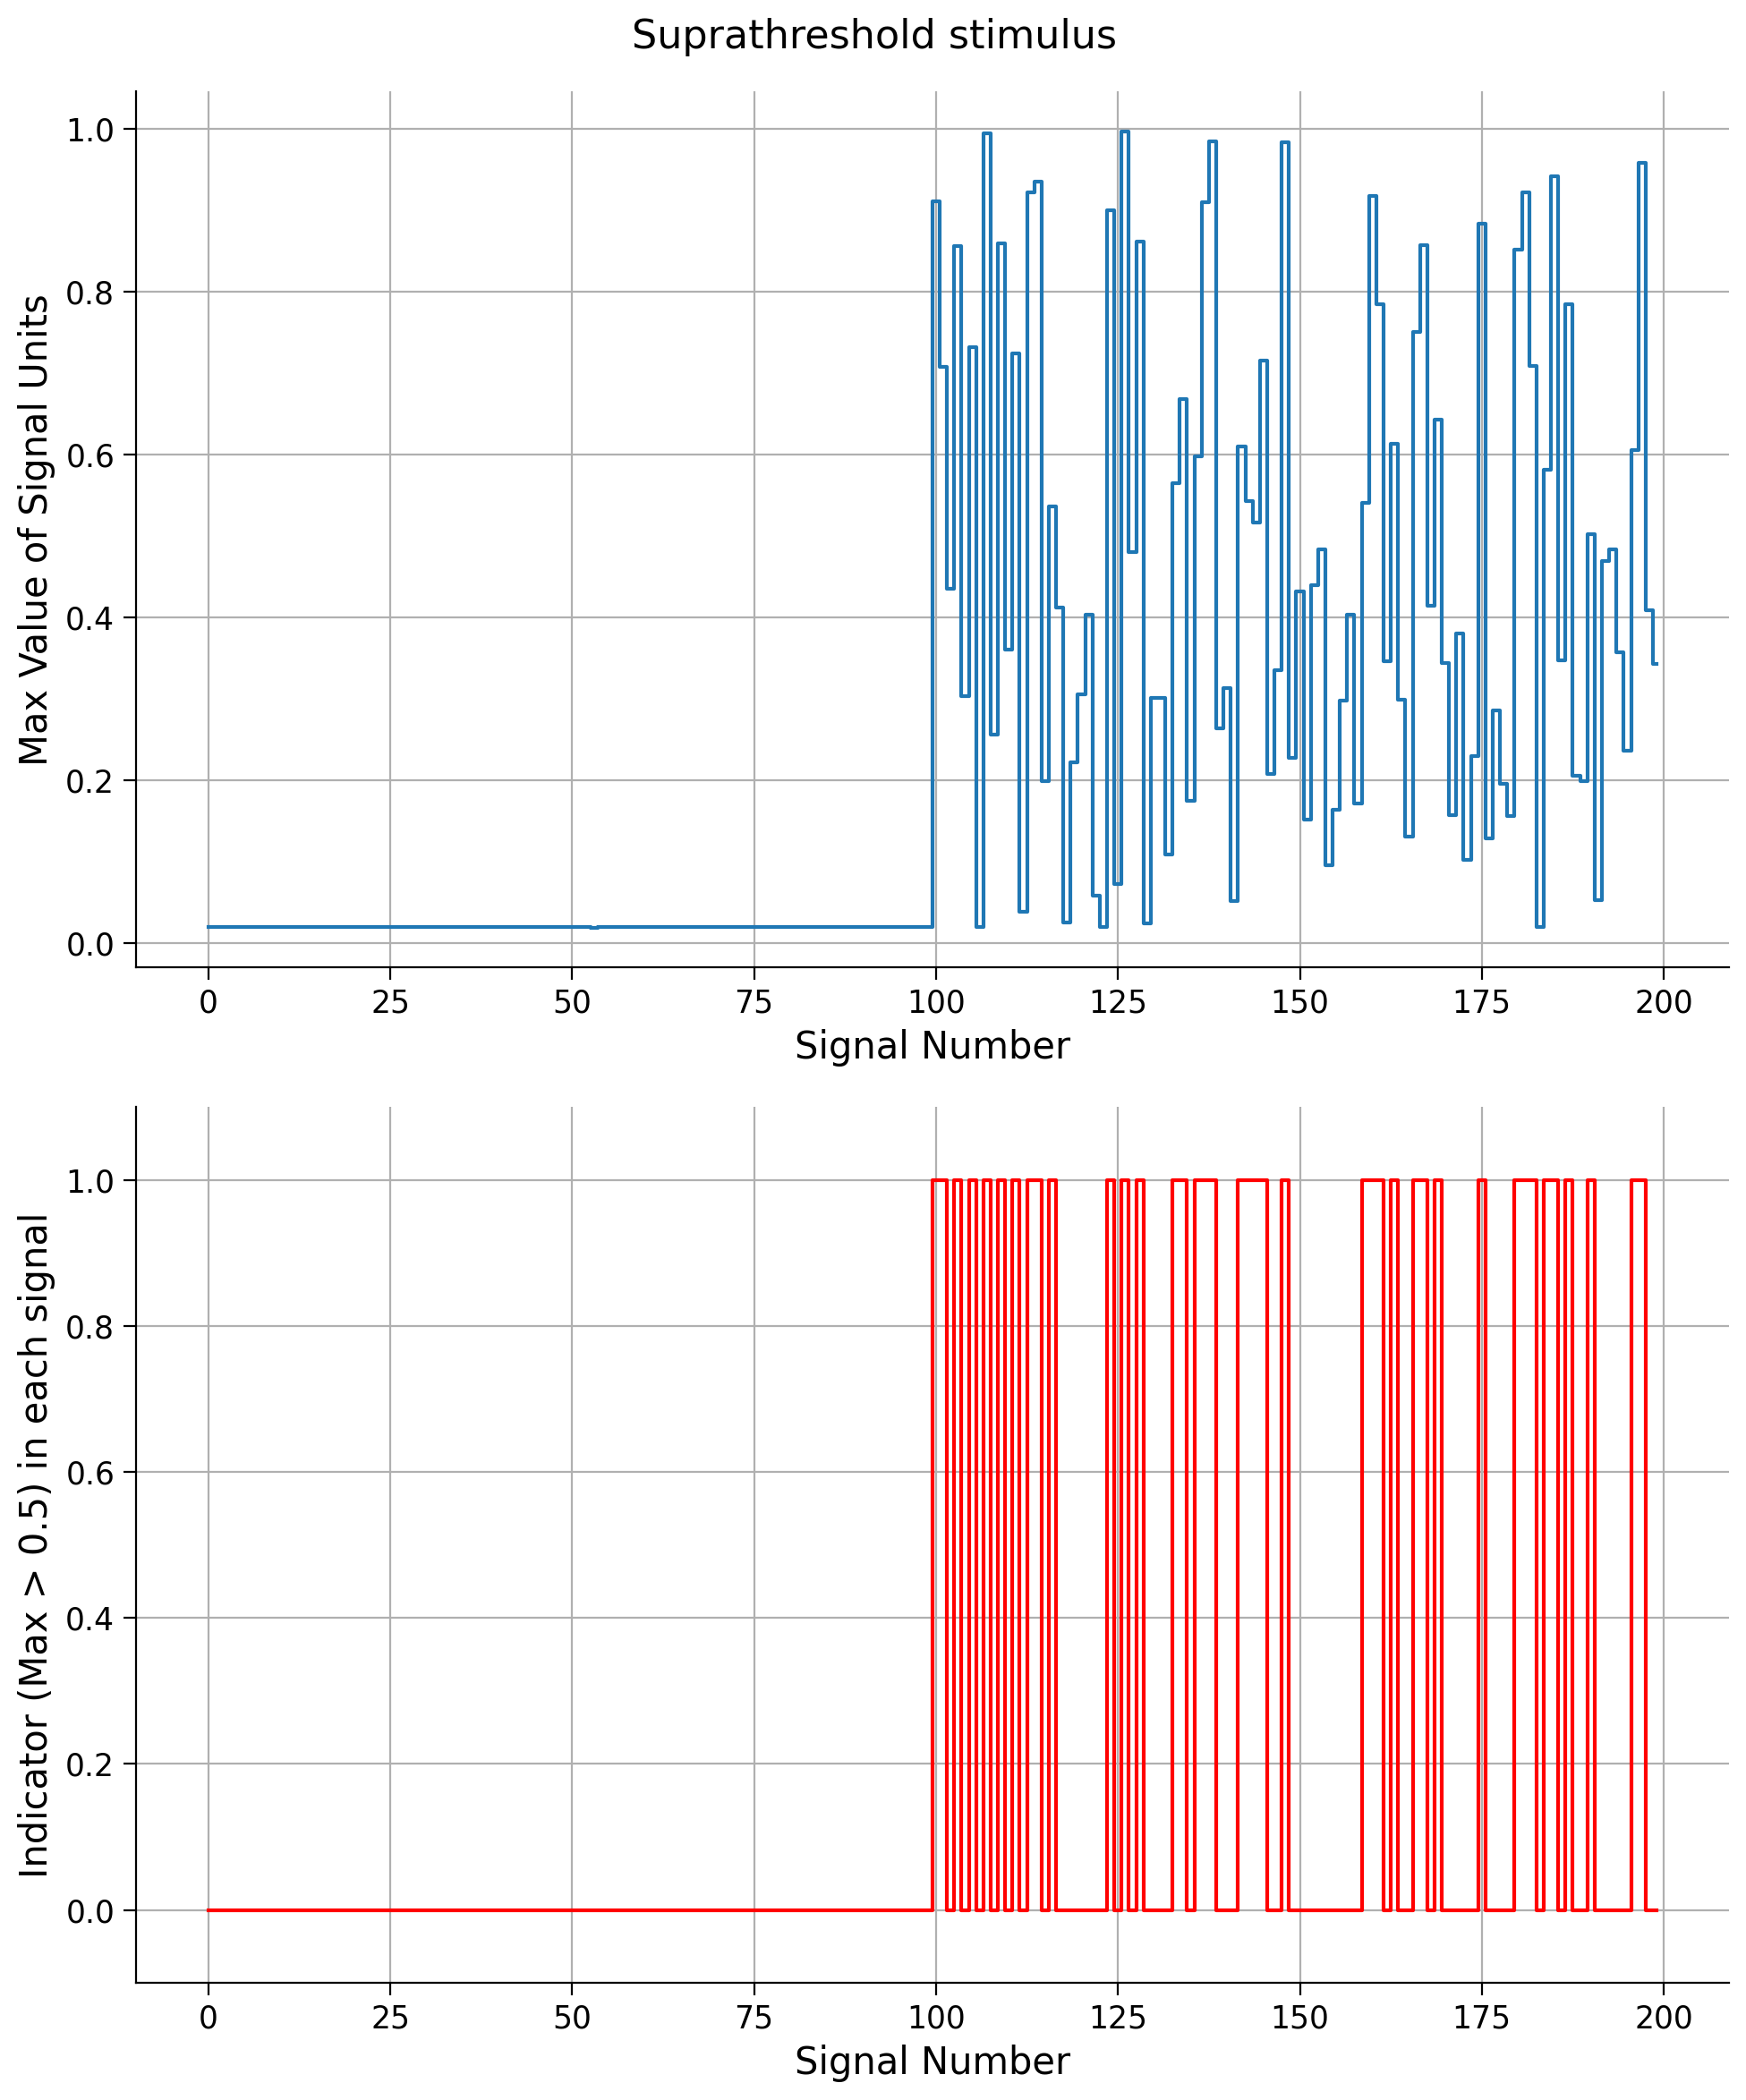 Suprathreshold stimulus
Max Value of Signal Units
1.0
0.8
0.6
0.4
0.2
0.0
0 25 50 75 100 125 150 175 200
Signal Number
Indicator (Max > 0.5) in each signal
1.0
0.8
0.6
0.4
0.2
0.0
0 25 50 75 100 125 150 175 200
Signal Number